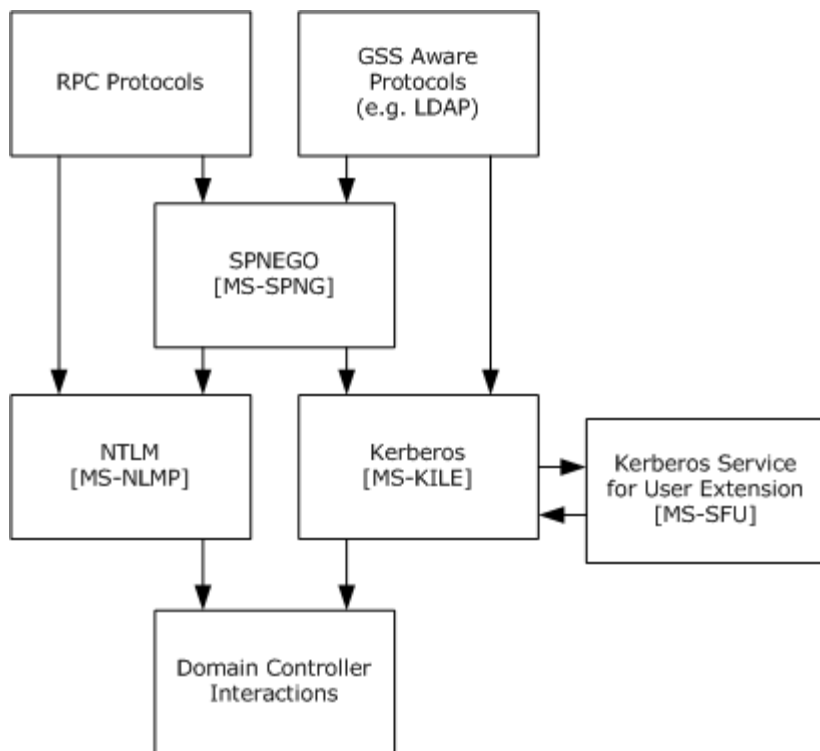 RPC Protocols
GSS Aware
Protocols
(e.g. LDAP)
SPNEGO
[MS-SPNG]
NTLM
[MS-NLMP]
Kerberos
[MS-KILE]
Kerberos Service
for User Extension
[MS-SFU]
Domain Controller
Interactions